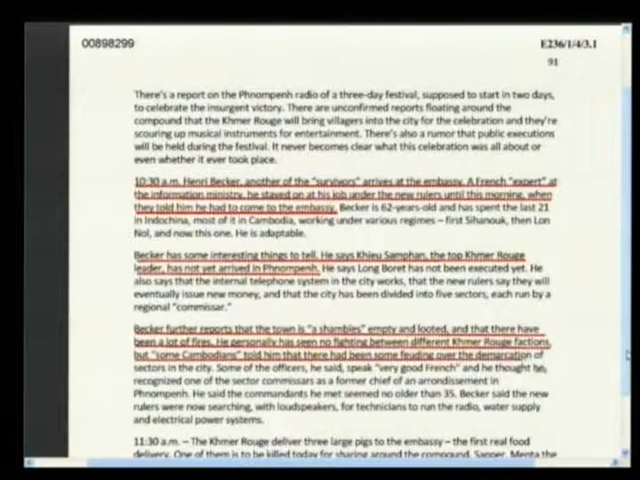 00898299
E236/1/4/3.1
91
There's a report on the Phnompenh radio of a three-day festival, supposed to start in two days,
to celebrate the insurgent victory. There are unconfirmed reports floating around the
compound that the Khmer Rouge will bring villagers into the city for the celebration and they're
scouring up musical instruments for entertainment. There's also a rumor that public executions
will be held during the festival. It never becomes clear what this celebration was all about or
even whether it ever took place.
10:30 a.m. Henri Becker, another of the "survivors" arrives at the embassy. A French "expert" at
the information ministry, he stayed on at his job under the new rulers until this morning, when
they told him he had to come to the embassy. Becker is 62-years-old and has spent the last 21
in Indochina, most of it in Cambodia, working under various regimes – first Sihanouk, then Lon
Nol, and now this one. He is adaptable.
Becker has some interesting things to tell. He says Khieu Samphan, the top Khmer Rouge
leader, has not yet arrived in Phnompenh. He says Long Boret has not been executed yet. He
also says that the internal telephone system in the city works, that the new rulers say they will
eventually issue new money, and that the city has been divided into five sectors, each run by a
regional "commissar."
Becker further reports that the town is "a shambles" empty and looted, and that there have
been a lot of fires. He personally has seen no fighting between different Khmer Rouge factions,
but "some Cambodians" told him that there had been some feuding over the demarcation of
sectors in the city. Some of the officers, he said, speak "very good French" and he thought he
recognized one of the sector commissars as a former chief of an arrondissement in
Phnompenh. He said the commandants he met seemed no older than 35. Becker said the new
rulers were now searching, with loudspeakers, for technicians to run the radio, water supply
and electrical power systems.
11:30 a.m. – The Khmer Rouge deliver three large pigs to the embassy – the first real food
delivery. One of them is to be killed today for sharing around the compound. Sapper, Menta the